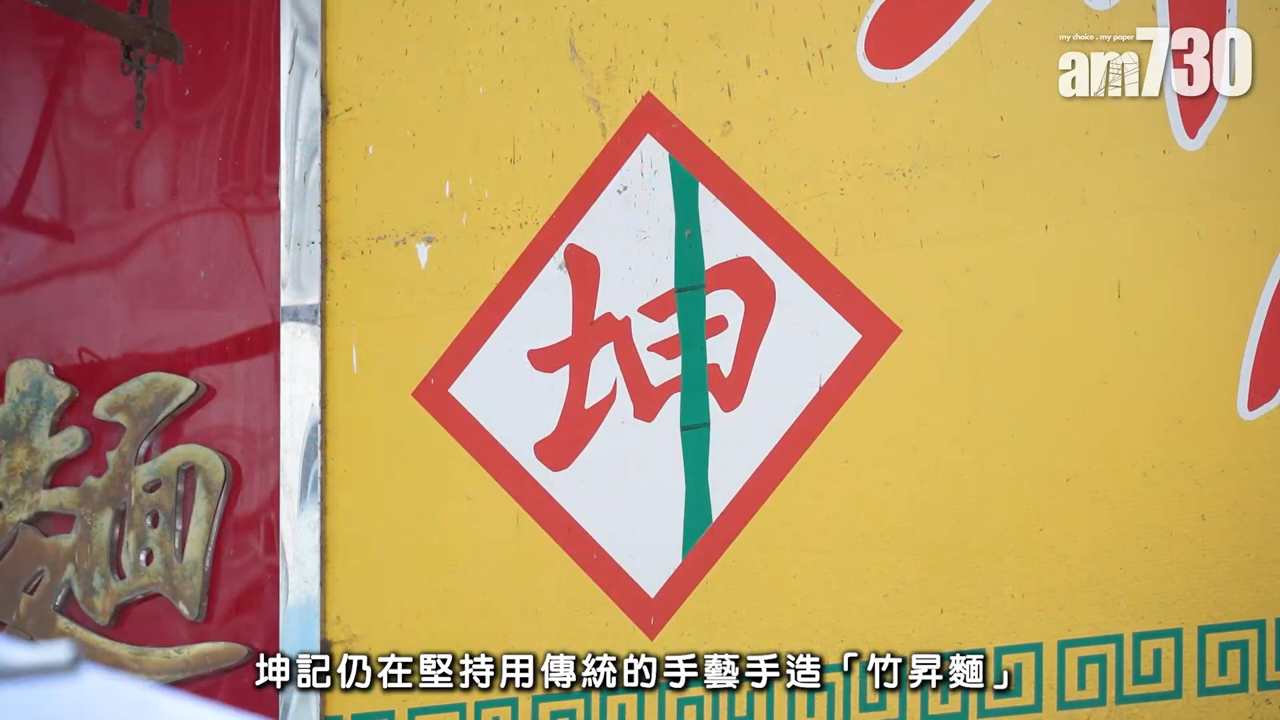 my choice . my paper
am730
坤
麵
坤記仍在堅持用傳統的手藝手造「竹昇麵」